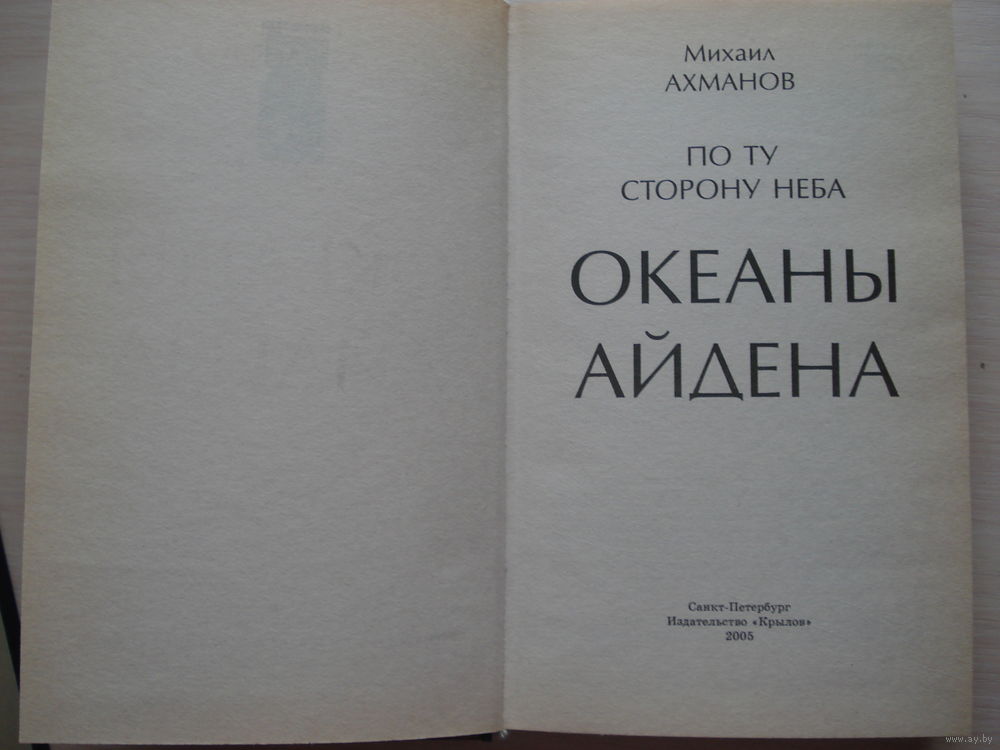 Михаил
АХМАНОВ
ПО ТУ
СТОРОНУ НЕБА
ОКЕАНЫ
АЙДЕНА
Санкт-Петербург
Издательство «Крылов»
2005
www.ay.by